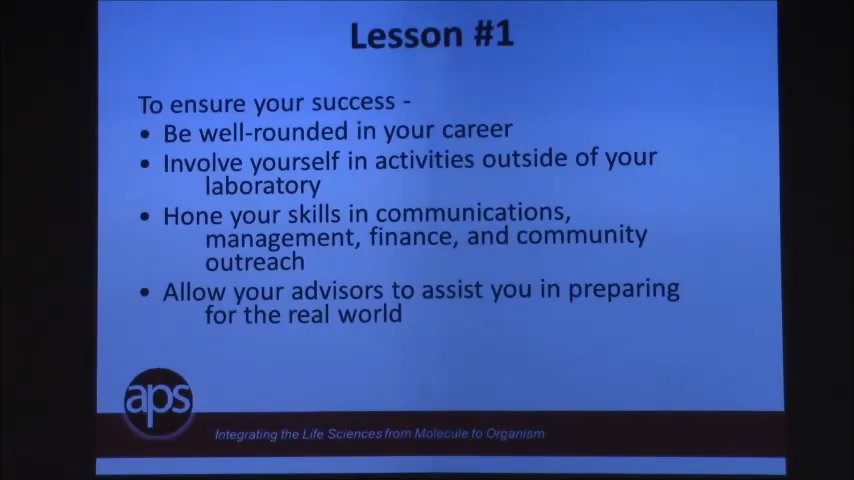 Lesson #1
To ensure your success -
• Be well-rounded in your career
• Involve yourself in activities outside of your
laboratory
• Hone your skills in communications,
management, finance, and community
outreach
• Allow your advisors to assist you in preparing
for the real world
aps
Integrating the Life Sciences from Molecule to Organism